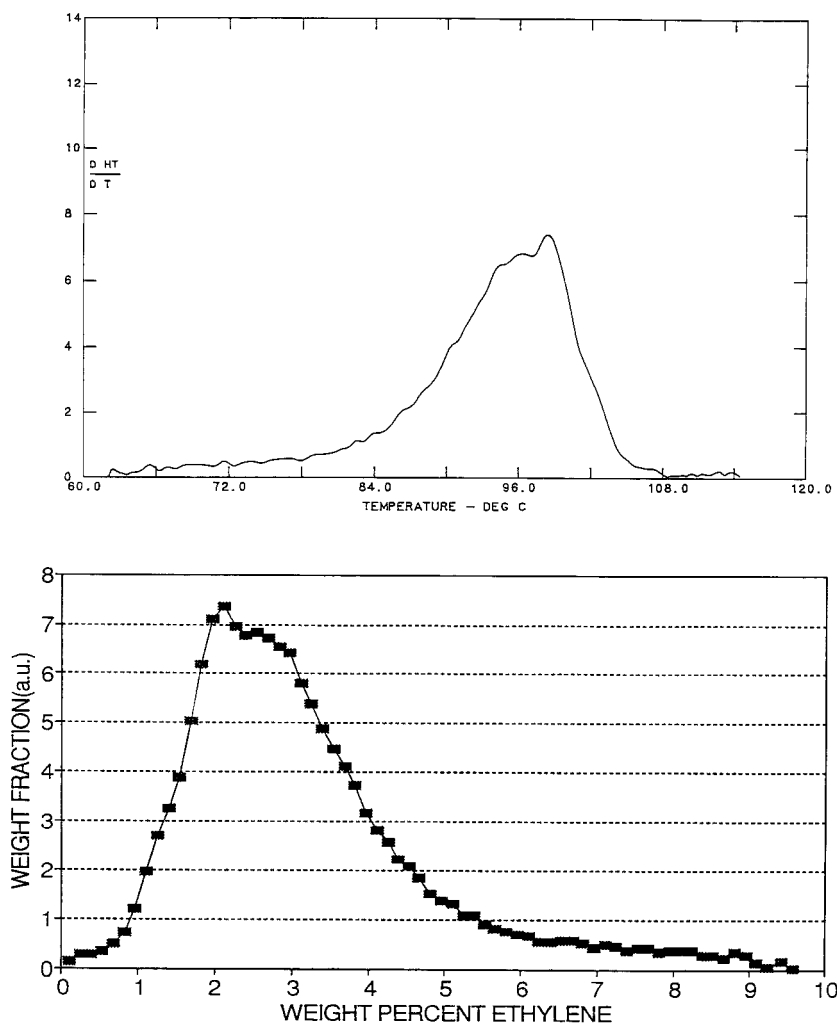 14
12
10
D HT
D T
8
6
4
2
0
60.0 72.0 84.0 96.0 108.0 120.0
TEMPERATURE - DEG C
8
7
6
5
4
3
2
1
0
WEIGHT FRACTION(a.u.)
0 1 2 3 4 5 6 7 8 9 10
WEIGHT PERCENT ETHYLENE